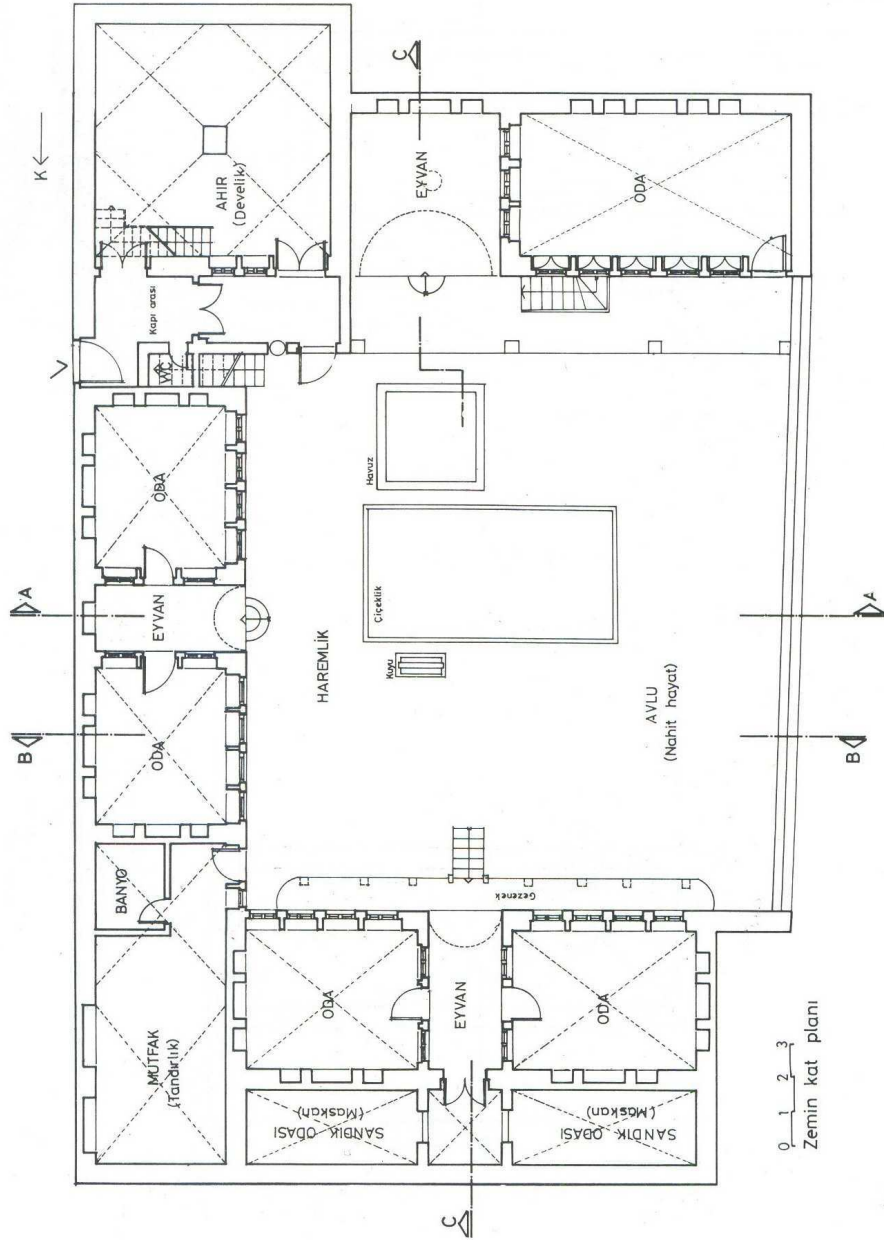 K
V
C
AHIR
(Develik)
EYVAN
ODA
Kapı arası
WC
ODA
Havuz
A
EYVAN
Çiçeklik
A
HAREMLİK
Kuyu
AVLU
(Nahit hayat)
B
ODA
B
BANYO
MUTFAK
(Tandırlık)
Gezenek
ODA
EYVAN
ODA
SANDIK ODASI
(Maskan)
SANDIK ODASI
(Maskan)
C
0 1 2 3
Zemin kat planı